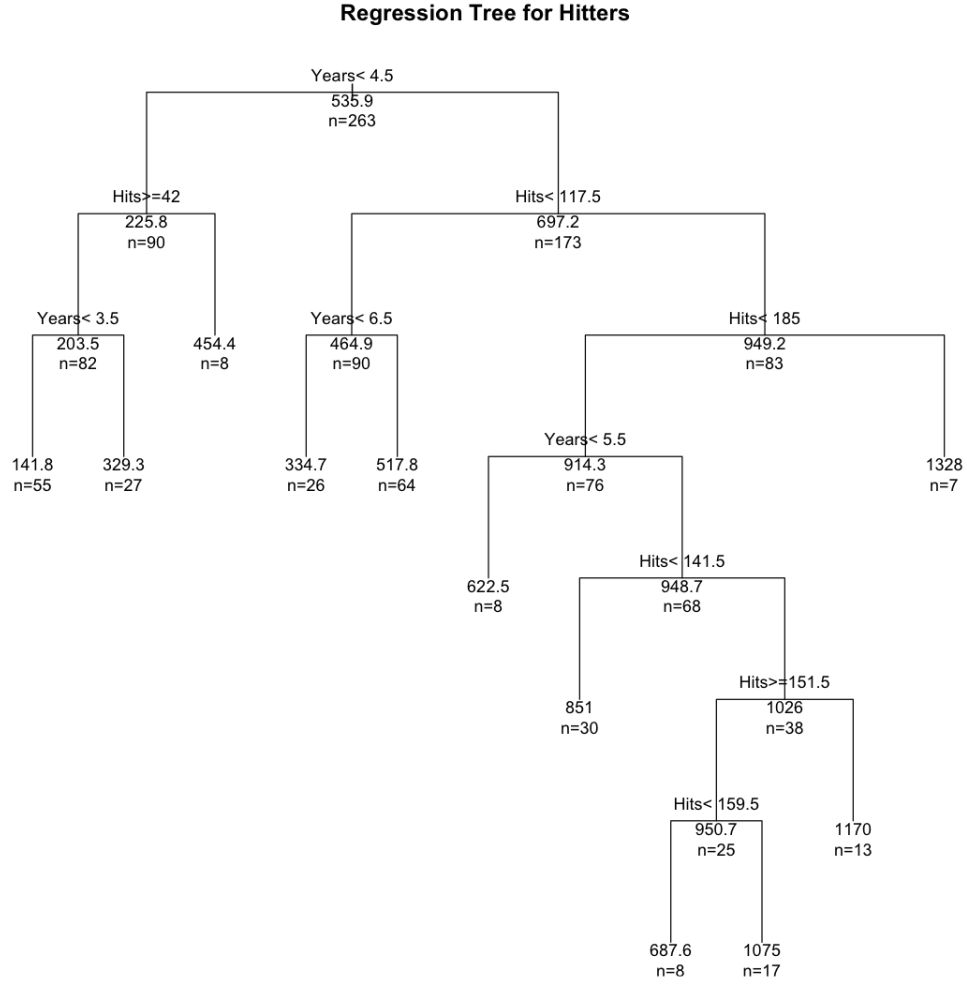 Regression Tree for Hitters
Years< 4.5
535.9
n=263
Hits>=42
225.8
n=90
Hits< 117.5
697.2
n=173
Years< 3.5
203.5
n=82
454.4
n=8
Years< 6.5
464.9
n=90
Hits< 185
949.2
n=83
141.8
n=55
329.3
n=27
334.7
n=26
517.8
n=64
Years< 5.5
914.3
n=76
1328
n=7
622.5
n=8
Hits< 141.5
948.7
n=68
851
n=30
Hits>=151.5
1026
n=38
Hits< 159.5
950.7
n=25
1170
n=13
687.6
n=8
1075
n=17